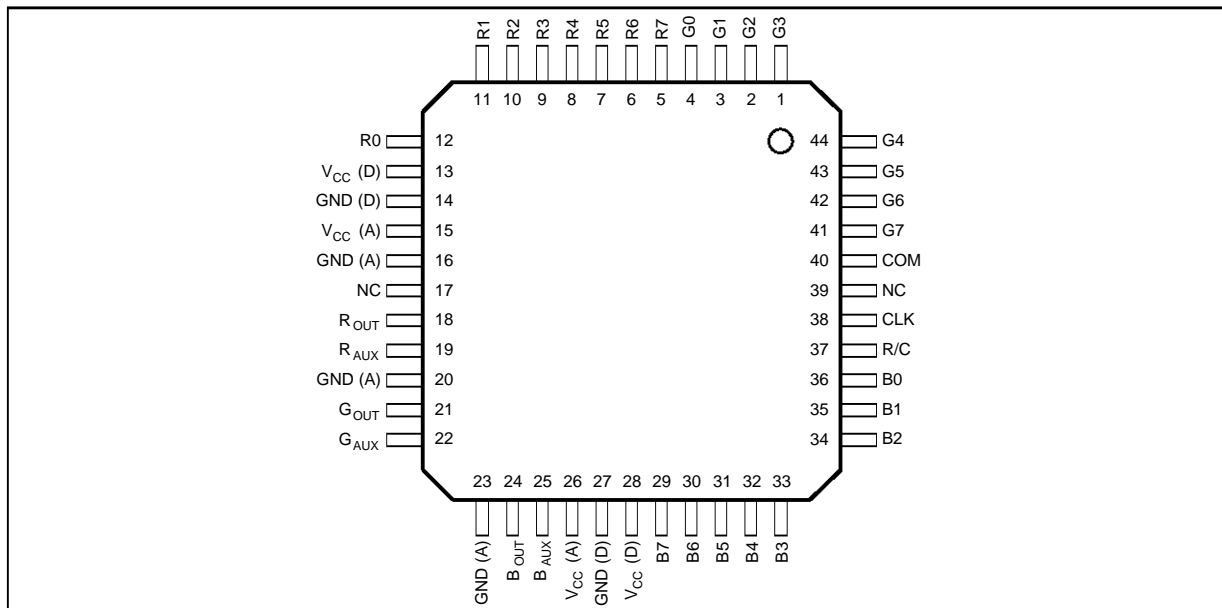 R1 R2 R3 R4 R5 R6 R7 G0 G1 G2 G3
11 10 9 8 7 6 5 4 3 2 1
R0 12 44 G4
VCC (D) 13 43 G5
GND (D) 14 42 G6
VCC (A) 15 41 G7
GND (A) 16 40 COM
NC 17 39 NC
ROUT 18 38 CLK
RAUX 19 37 R/C
GND (A) 20 36 B0
GOUT 21 35 B1
GAUX 22 34 B2
23 24 25 26 27 28 29 30 31 32 33
GND (A) BOUT BAUX VCC (A) GND (D) VCC (D) B7 B6 B5 B4 B3